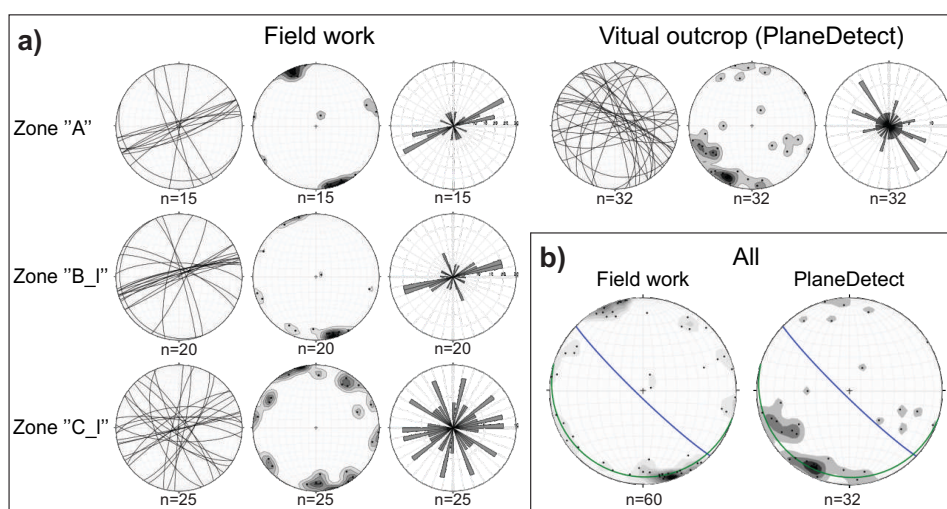 a)
Field work
Vitual outcrop (PlaneDetect)
Zone ”A”
n=15
n=15
n=15
n=32
n=32
n=32
Zone ”B_I”
n=20
n=20
n=20
Zone ”C_I”
n=25
n=25
n=25
b)
All
Field work
PlaneDetect
n=60
n=32